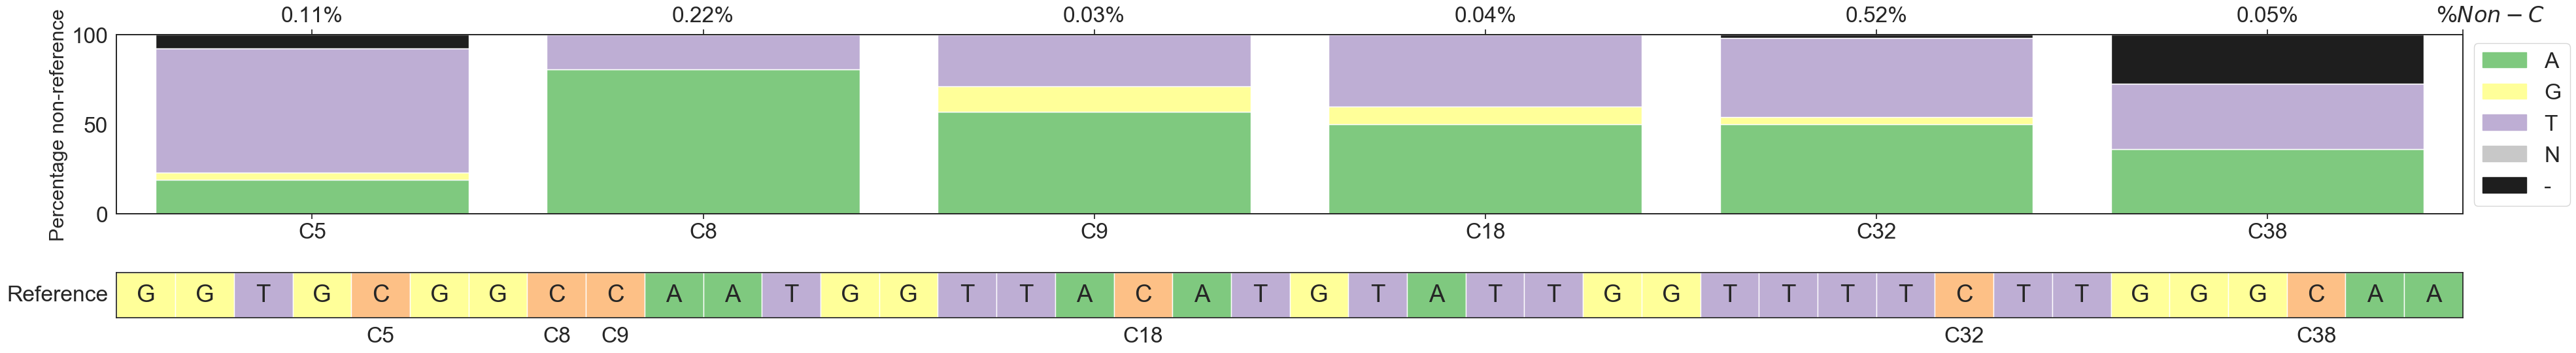 0.11% 0.22% 0.03% 0.04% 0.52% 0.05% %Non − C
Percentage non-reference
100
50
0
C5 C8 C9 C18 C32 C38
A
G
T
N
-
Reference G G T G C G G C C A A T G G T T A C A T G T A T T G G T T T T C T T G G G C A A
C5 C8 C9 C18 C32 C38